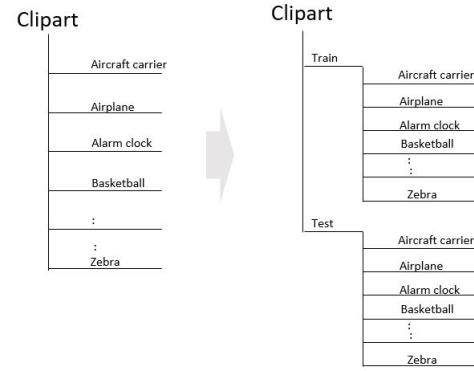 Clipart
Aircraft carrier
Airplane
Alarm clock
Basketball
:
:
Zebra
Clipart
Train
Aircraft carrier
Airplane
Alarm clock
Basketball
:
:
Zebra
Test
Aircraft carrier
Airplane
Alarm clock
Basketball
:
:
Zebra